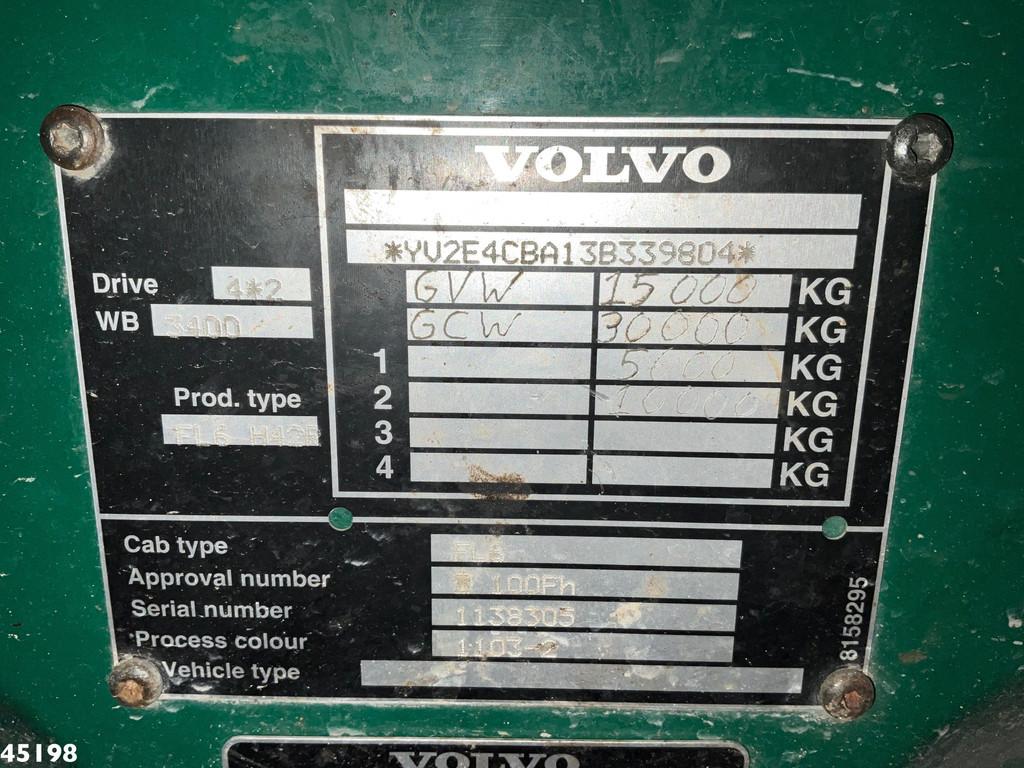 VOLVO
*YV2E4CBA13B339804*
Drive 4*2 GVW 15000 KG
WB 3400 GCW 30000 KG
1 5000 KG
Prod. type 2 10000 KG
FL6 3 KG
4 KG
Cab type FL6
Approval number 100Ph
Serial number 1138305
Process colour 1103-2
Vehicle type
8158295
45198
VOLVO